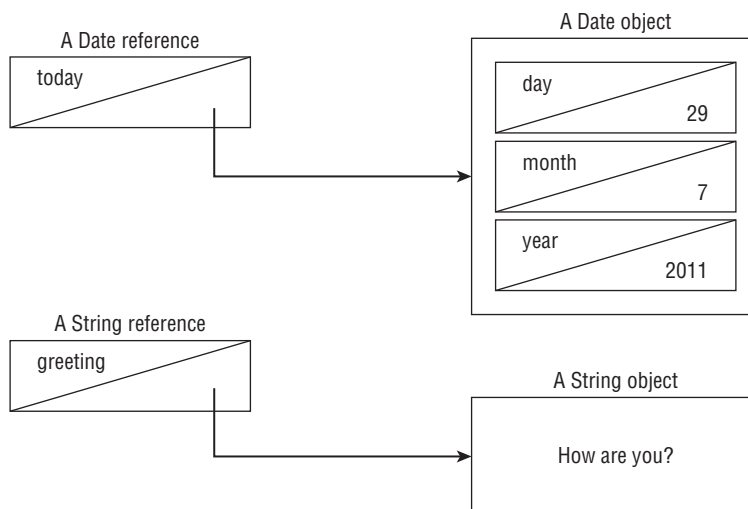 A Date reference
today
A Date object
day
29
month
7
year
2011
A String reference
greeting
A String object
How are you?